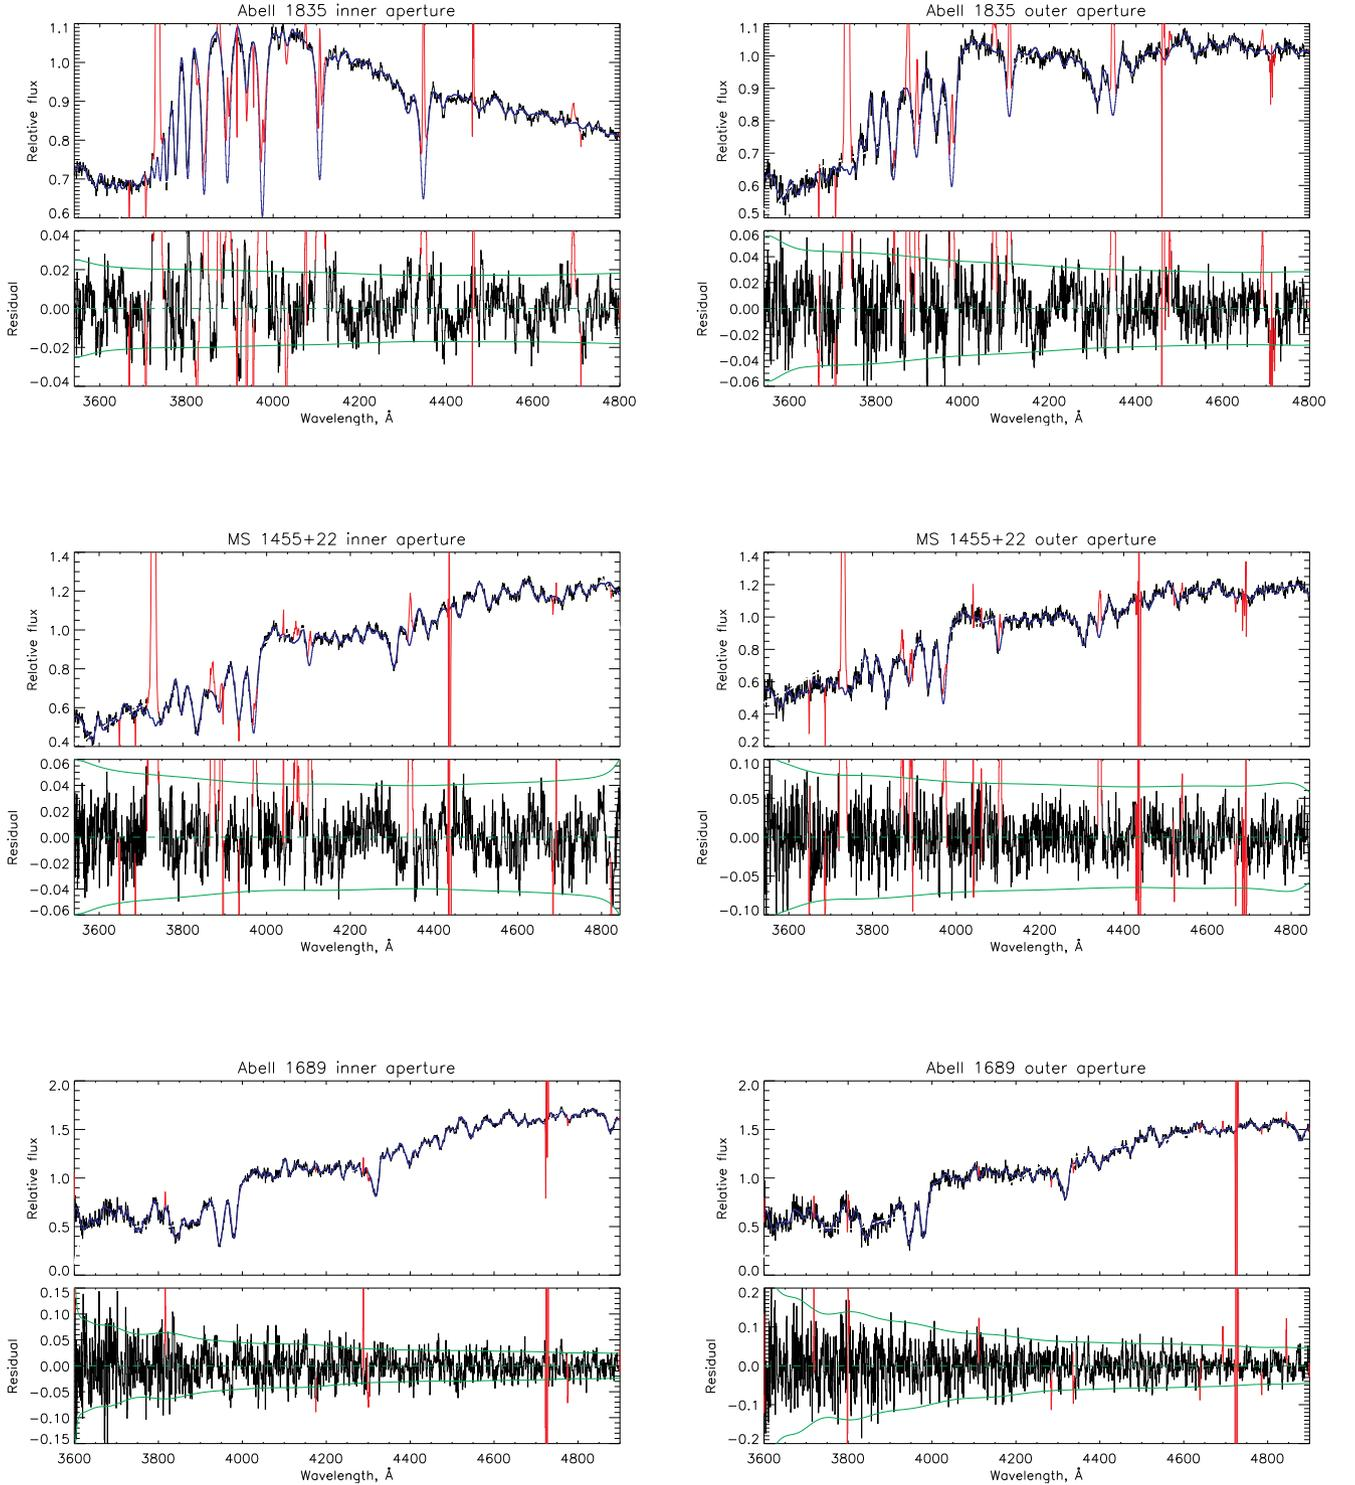 Abell 1835 inner aperture
1.1
1.0
0.9
0.8
0.7
0.6
Relative flux
0.04
0.02
0.00
−0.02
−0.04
Residual
3600 3800 4000 4200 4400 4600 4800
Wavelength, Å
Abell 1835 outer aperture
1.1
1.0
0.9
0.8
0.7
0.6
0.5
Relative flux
0.06
0.04
0.02
0.00
−0.02
−0.04
−0.06
Residual
3600 3800 4000 4200 4400 4600 4800
Wavelength, Å
MS 1455+22 inner aperture
1.4
1.2
1.0
0.8
0.6
0.4
Relative flux
0.06
0.04
0.02
0.00
−0.02
−0.04
−0.06
Residual
3600 3800 4000 4200 4400 4600 4800
Wavelength, Å
MS 1455+22 outer aperture
1.4
1.2
1.0
0.8
0.6
0.4
0.2
Relative flux
0.10
0.05
0.00
−0.05
−0.10
Residual
3600 3800 4000 4200 4400 4600 4800
Wavelength, Å
Abell 1689 inner aperture
2.0
1.5
1.0
0.5
0.0
Relative flux
0.15
0.10
0.05
0.00
−0.05
−0.10
−0.15
Residual
3600 3800 4000 4200 4400 4600 4800
Wavelength, Å
Abell 1689 outer aperture
2.0
1.5
1.0
0.5
0.0
Relative flux
0.2
0.1
0.0
−0.1
−0.2
Residual
3600 3800 4000 4200 4400 4600 4800
Wavelength, Å